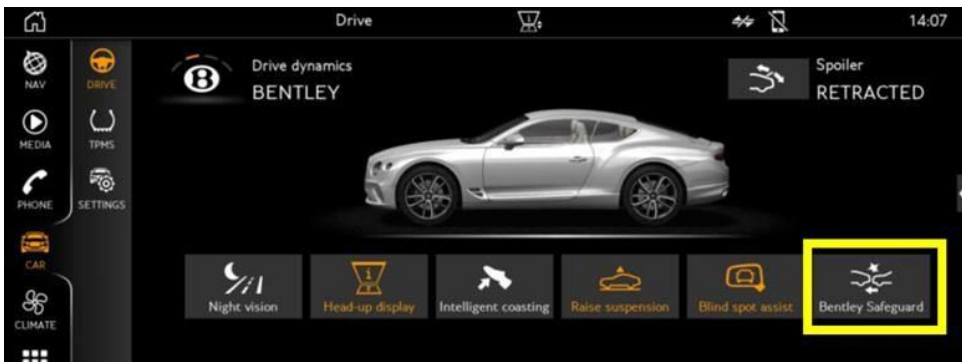 Drive
14:07
NAV
MEDIA
PHONE
CAR
CLIMATE
DRIVE
TPMS
SETTINGS
B
Drive dynamics
BENTLEY
Spoiler
RETRACTED
Night vision
Head-up display
Intelligent coasting
Raise suspension
Blind spot assist
Bentley Safeguard